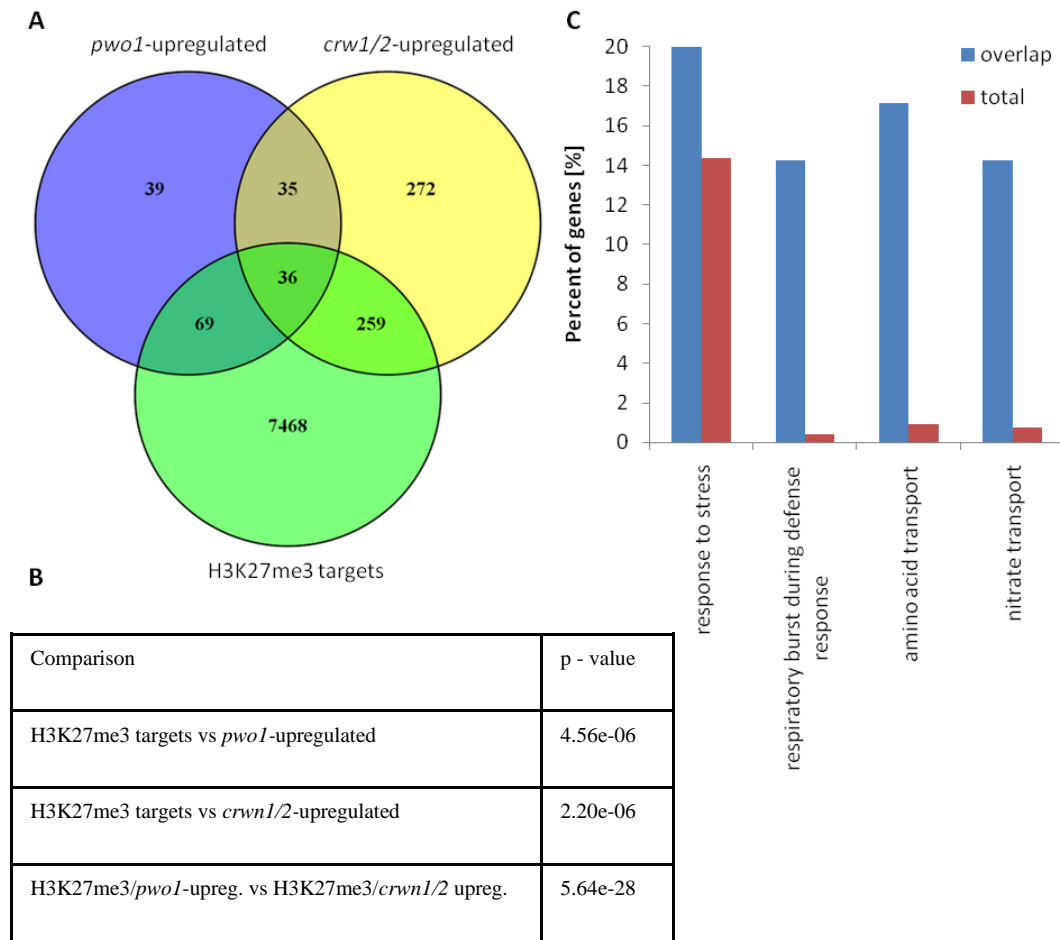 A
pwo1-upregulated
crw1/2-upregulated
39
35
272
36
69
259
7468
H3K27me3 targets
B
Comparison p - value
H3K27me3 targets vs pwo1-upregulated 4.56e-06
H3K27me3 targets vs crwn1/2-upregulated 2.20e-06
H3K27me3/pwo1-upreg. vs H3K27me3/crwn1/2 upreg. 5.64e-28
C
Percent of genes [%]
20
18
16
14
12
10
8
6
4
2
0
overlap
total
response to stress
respiratory burst during defense
response
amino acid transport
nitrate transport